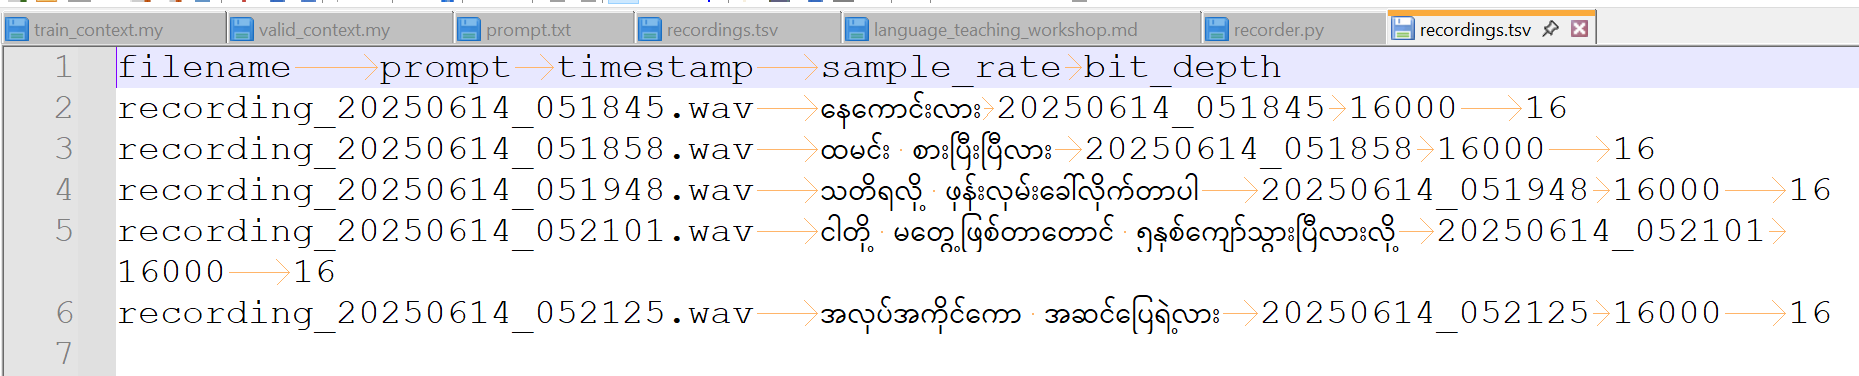 train_context.my valid_context.my prompt.txt recordings.tsv language_teaching_workshop.md recorder.py recordings.tsv
1 filename prompt timestamp sample_rate bit_depth
2 recording_20250614_051845.wav နေကောင်းလား 20250614_051845 16000 16
3 recording_20250614_051858.wav ထမင်း စားပြီးပြီလား 20250614_051858 16000 16
4 recording_20250614_051948.wav သတိရလို့ ဖုန်းလှမ်းခေါ်လိုက်တာပါ 20250614_051948 16000 16
5 recording_20250614_052101.wav ငါတို့ မတွေ့ဖြစ်တာတောင် ၅နှစ်ကျော်သွားပြီလားလို့ 20250614_052101
16000 16
6 recording_20250614_052125.wav အလုပ်အကိုင်ကော အဆင်ပြေရဲ့လား 20250614_052125 16000 16
7